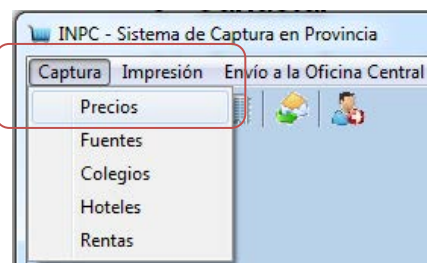 INPC - Sistema de Captura en Provincia
Captura Impresión Envío a la Oficina Central
Precios
Fuentes
Colegios
Hoteles
Rentas